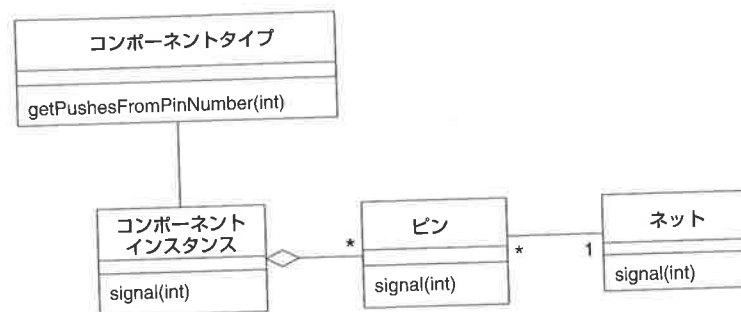 コンポーネントタイプ
getPushesFromPinNumber(int)
コンポーネント
インスタンス
signal(int)
*
ピン
signal(int)
*
1
ネット
signal(int)